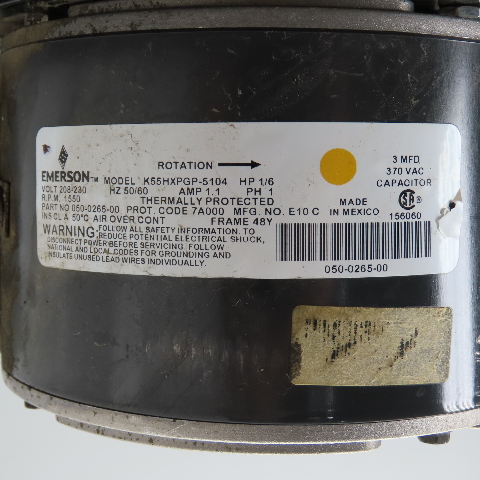 ROTATION →
3 MFD
370 VAC
CAPACITOR
EMERSON™ MODEL K55HXPGP-5104 HP 1/6
VOLT 208-230 HZ 50/60 AMP 1.1 PH 1
R.P.M. 1550 THERMALLY PROTECTED
PART NO 050-0265-00 PROT. CODE 7A000 MFG. NO. E10 C
INS CL A 50°C AIR OVER CONT FRAME 48Y
MADE
IN MEXICO
156060
WARNING: FOLLOW ALL SAFETY INFORMATION. TO
REDUCE POTENTIAL ELECTRICAL SHOCK,
DISCONNECT POWER BEFORE SERVICING. FOLLOW
NATIONAL AND LOCAL CODES FOR GROUNDING AND
INSULATE UNUSED LEAD WIRES INDIVIDUALLY.
050-0265-00